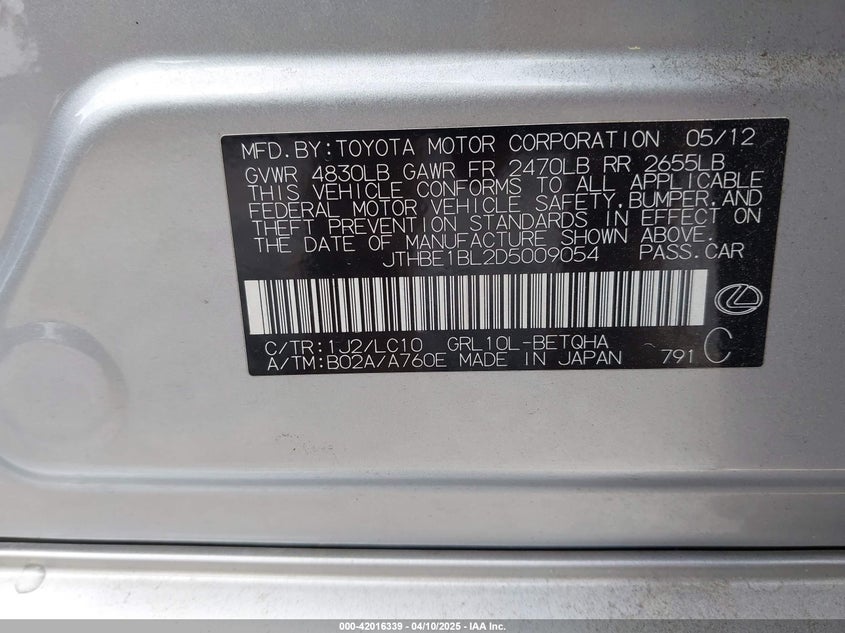 MFD.BY:TOYOTA MOTOR CORPORATION 05/12
GVWR 4830LB GAWR FR 2470LB RR 2655LB
THIS VEHICLE CONFORMS TO ALL APPLICABLE
FEDERAL MOTOR VEHICLE SAFETY,BUMPER,AND
THEFT PREVENTION STANDARDS IN EFFECT ON
THE DATE OF MANUFACTURE SHOWN ABOVE.
JTHBE1BL2D5009054 PASS.CAR
C/TR:1J2/LC10 GRL10L-BETQHA
A/TM:B02A/A760E MADE IN JAPAN 791 C
000-42016339 - 04/10/2025 - IAA Inc.